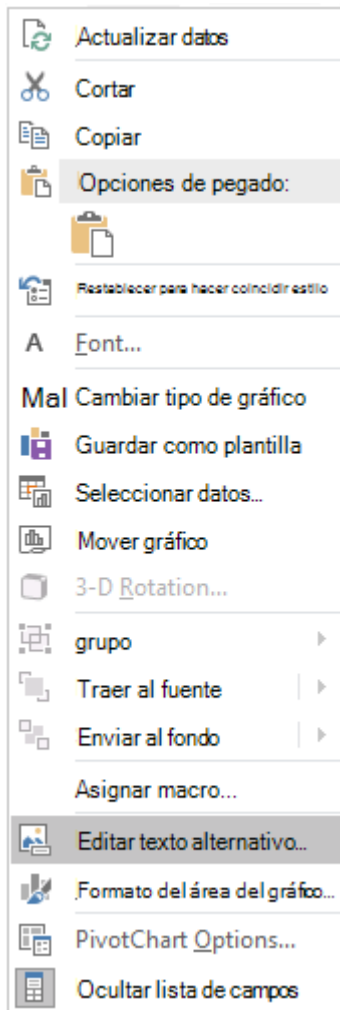 Actualizar datos
Cortar
Copiar
Opciones de pegado:
Restablecer para hacer coincidir estilo
A Font...
Mal Cambiar tipo de gráfico
Guardar como plantilla
Seleccionar datos...
Mover gráfico
3-D Rotation...
grupo
Traer al fuente
Enviar al fondo
Asignar macro...
Editar texto alternativo...
Formato del área del gráfico...
PivotChart Options...
Ocultar lista de campos